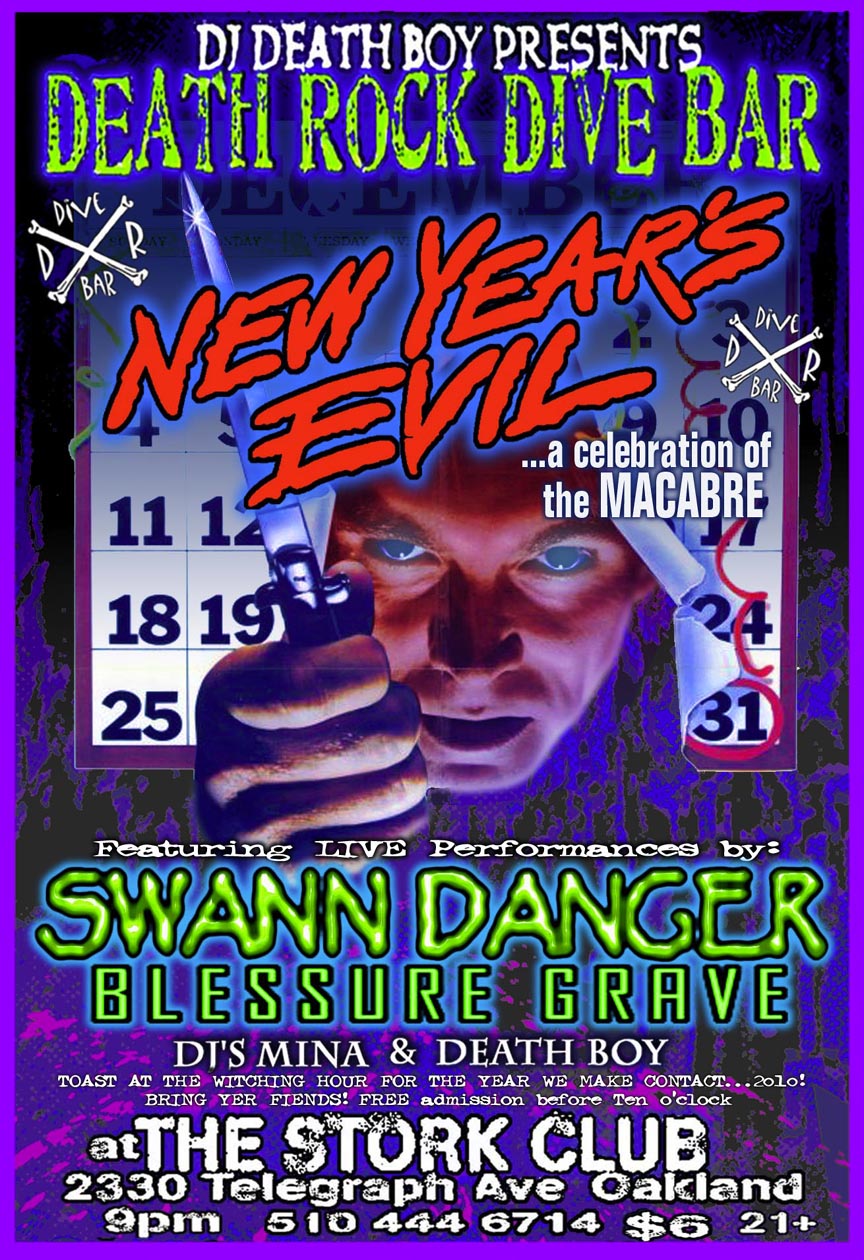 DJ DEATH BOY PRESENTS
DEATH ROCK DIVE BAR
DECEMBER
DiVE
D R
BAR
NEW YEAR'S
EVIL
2 3
DiVE
D R
BAR
4 5 9 10
...a celebration of
the MACABRE
11 12 17
18 19 24
25 31
Featuring LIVE Performances by:
SWANN DANGER
BLESSURE GRAVE
DJ'S MINA & DEATH BOY
TOAST AT THE WITCHING HOUR FOR THE YEAR WE MAKE CONTACT...2010!
BRING YER FIENDS! FREE admission before Ten o'clock
at THE STORK CLUB
2330 Telegraph Ave Oakland
9pm 510 444 6714 $6 21+